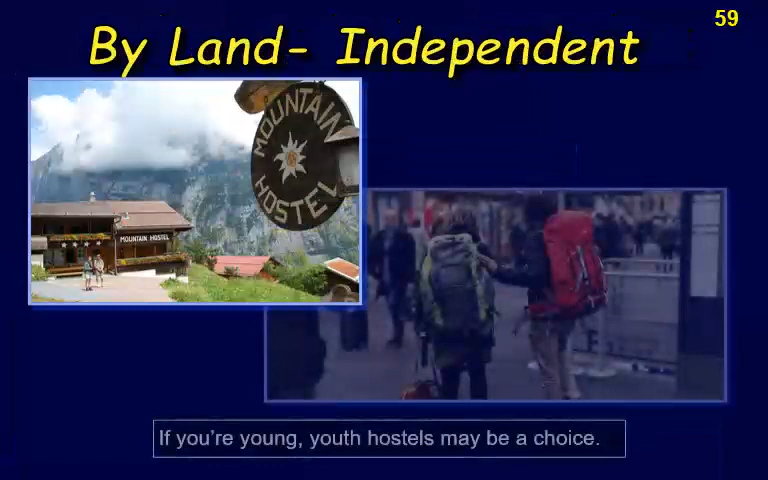 59
By Land- Independent
MOUNTAIN
HOSTEL
MOUNTAIN HOSTEL
If you're young, youth hostels may be a choice.